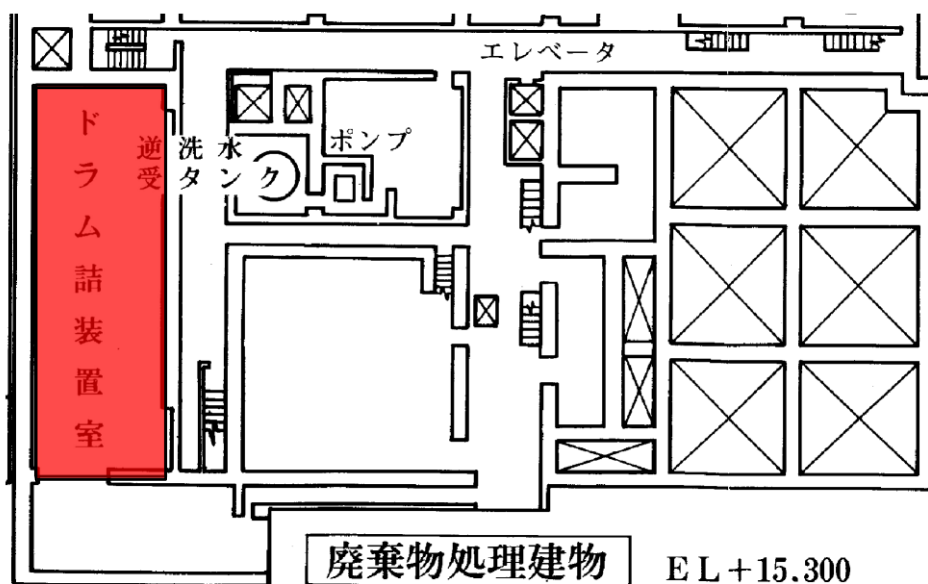 エレベータ
ドラム詰装置室
逆洗水
受タンク
ポンプ
廃棄物処理建物
EL+15.300